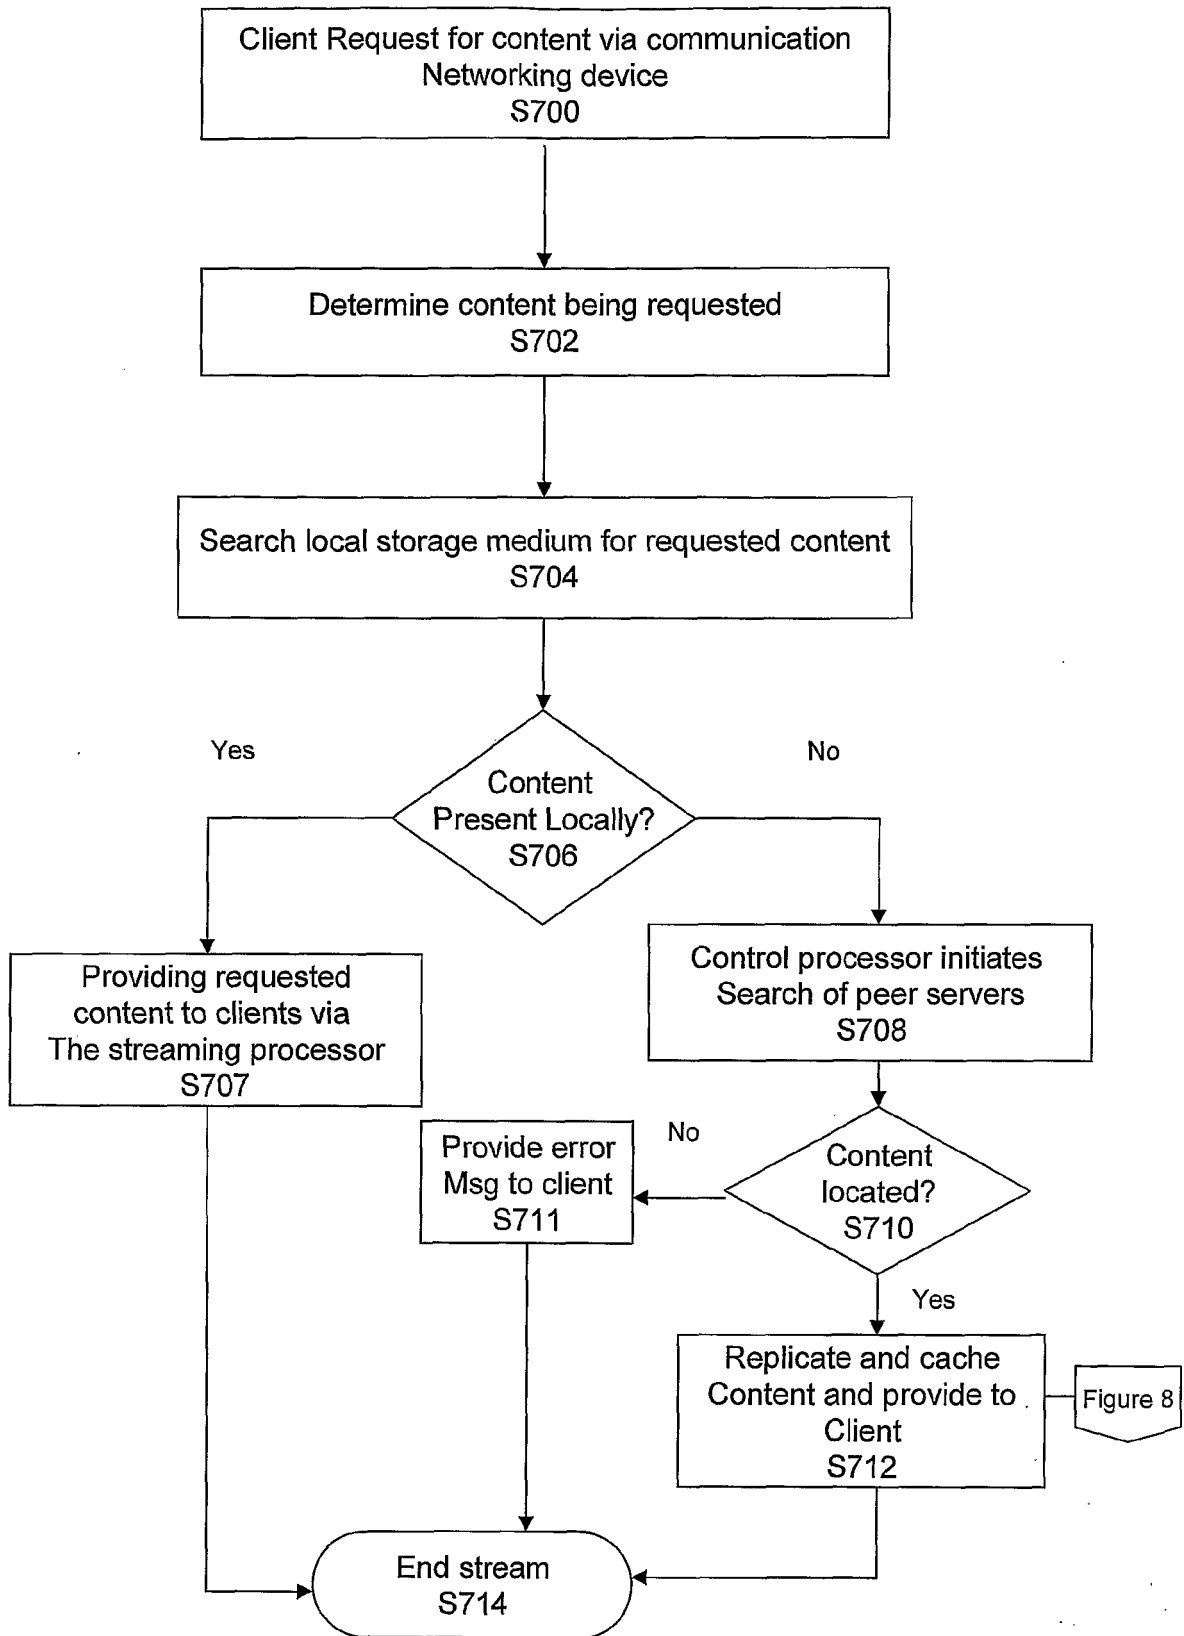 Client Request for content via communication
Networking device
S700
Determine content being requested
S702
Search local storage medium for requested content
S704
Yes
No
Content
Present Locally?
S706
Providing requested
content to clients via
The streaming processor
S707
Control processor initiates
Search of peer servers
S708
Provide error
Msg to client
S711
No
Content
located?
S710
Yes
Replicate and cache
Content and provide to
Client
S712
Figure 8
End stream
S714